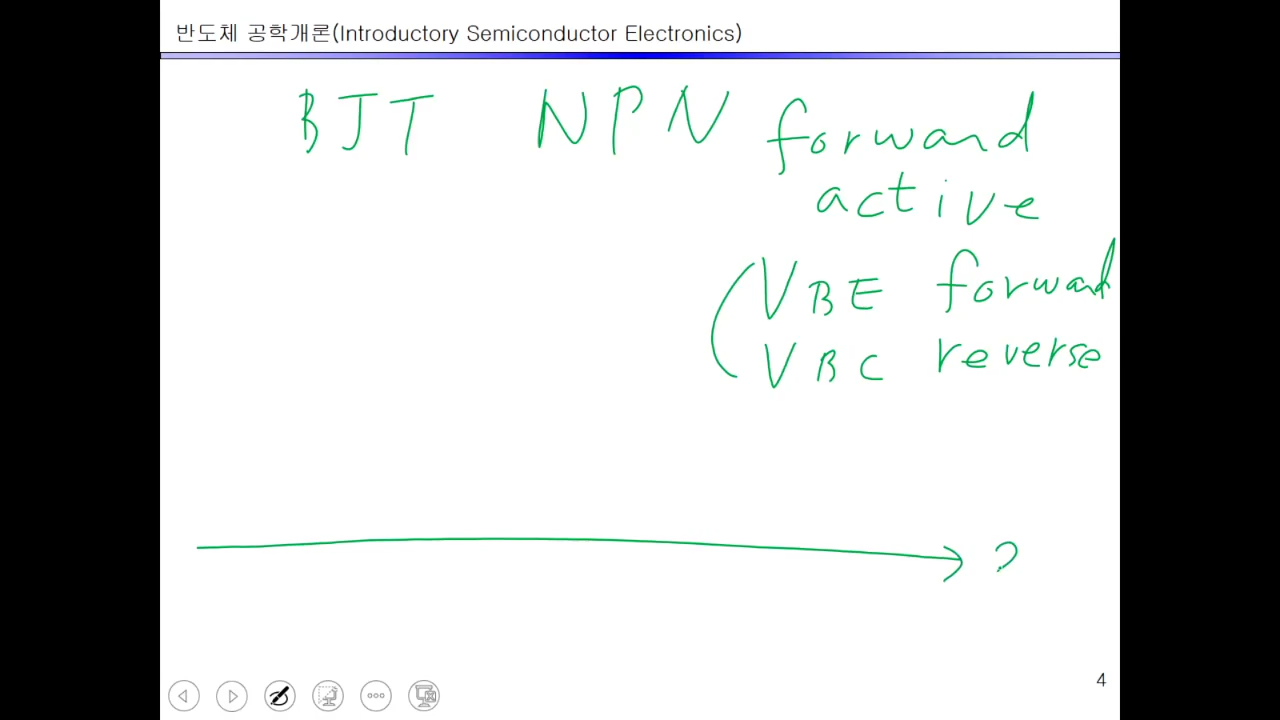 반도체 공학개론(Introductory Semiconductor Electronics)
BJT NPN forward
active
VBE forward
VBC reverse
4